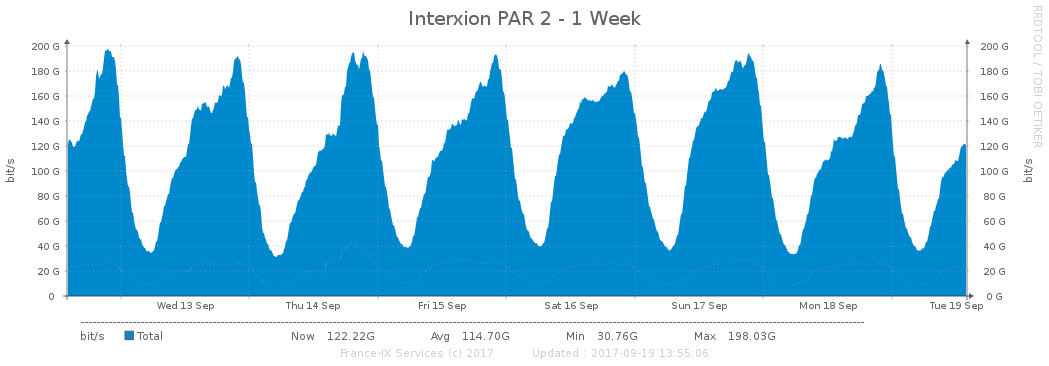 Interxion PAR 2 - 1 Week
RRDTOOL / TOBI OETIKER
200 G 200 G
180 G 180 G
160 G 160 G
140 G 140 G
120 G 120 G
100 G 100 G
80 G 80 G
60 G 60 G
40 G 40 G
20 G 20 G
0 0 G
bit/s bit/s
Wed 13 Sep Thu 14 Sep Fri 15 Sep Sat 16 Sep Sun 17 Sep Mon 18 Sep Tue 19 Sep
bit/s Total Now 122.22G Avg 114.70G Min 30.76G Max 198.03G
France-IX Services (c) 2017 Updated : 2017-09-19 13:55:06